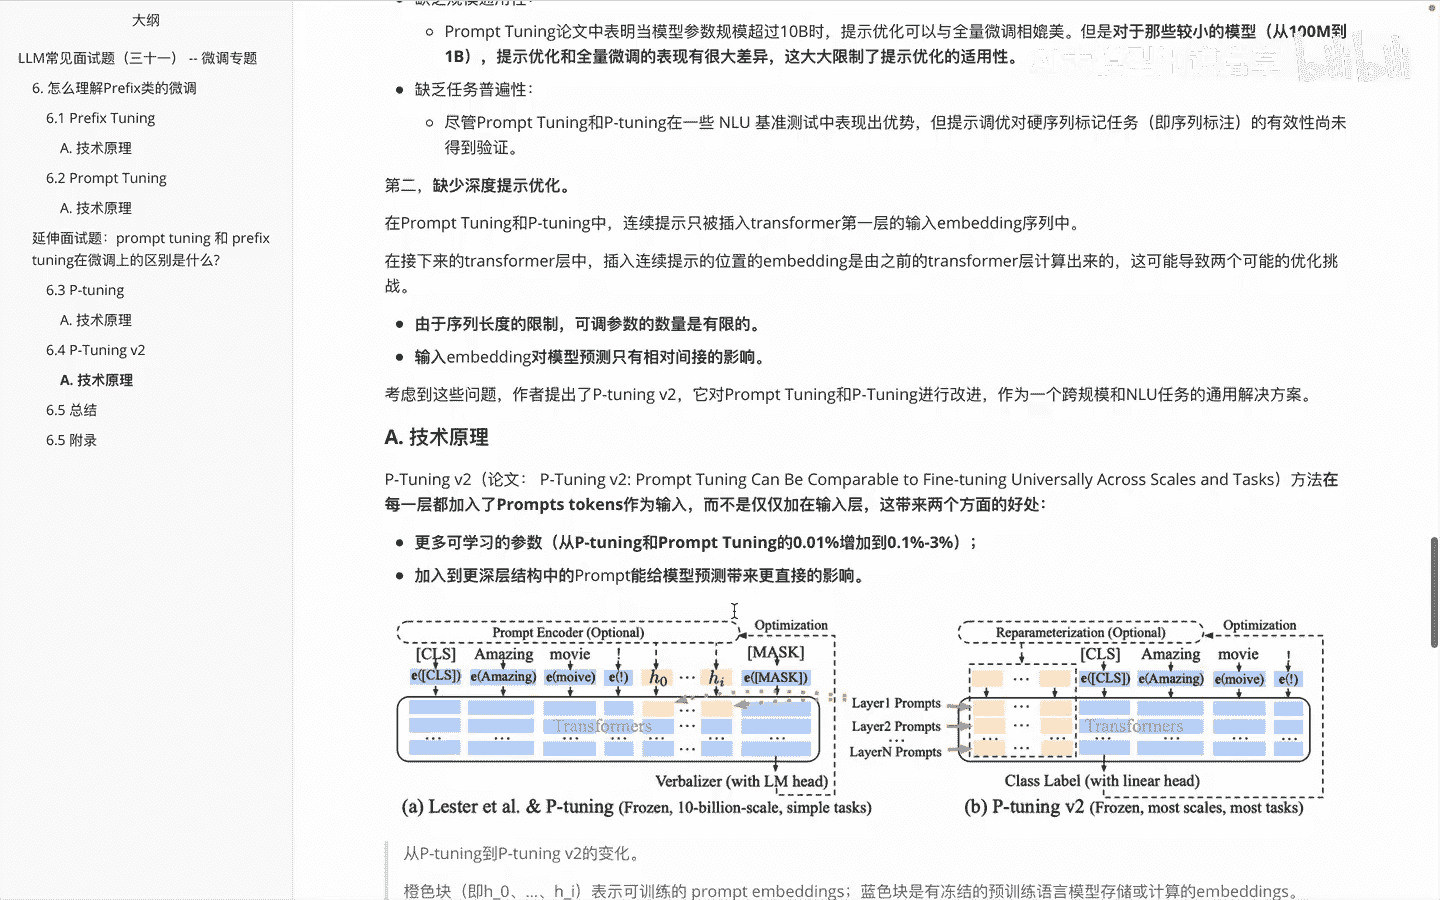 大纲
LLM常见面试题（三十一） -- 微调专题
6. 怎么理解Prefix类的微调
6.1 Prefix Tuning
A. 技术原理
6.2 Prompt Tuning
A. 技术原理
延伸面试题：prompt tuning 和 prefix
tuning在微调上的区别是什么？
6.3 P-tuning
A. 技术原理
6.4 P-Tuning v2
A. 技术原理
6.5 总结
6.5 附录
Prompt Tuning论文中表明当模型参数规模超过10B时，提示优化可以与全量微调相媲美。但是对于那些较小的模型（从100M到
1B），提示优化和全量微调的表现有很大差异，这大大限制了提示优化的适用性。
bilibili
缺乏任务普遍性：
尽管Prompt Tuning和P-tuning在一些 NLU 基准测试中表现出优势，但提示调优对硬序列标记任务（即序列标注）的有效性尚未
得到验证。
第二，缺少深度提示优化。
在Prompt Tuning和P-tuning中，连续提示只被插入transformer第一层的输入embedding序列中。
在接下来的transformer层中，插入连续提示的位置的embedding是由之前的transformer层计算出来的，这可能导致两个可能的优化挑
战。
由于序列长度的限制，可调参数的数量是有限的。
输入embedding对模型预测只有相对间接的影响。
考虑到这些问题，作者提出了P-tuning v2，它对Prompt Tuning和P-Tuning进行改进，作为一个跨规模和NLU任务的通用解决方案。
A. 技术原理
P-Tuning v2（论文： P-Tuning v2: Prompt Tuning Can Be Comparable to Fine-tuning Universally Across Scales and Tasks）方法在
每一层都加入了Prompts tokens作为输入，而不是仅仅加在输入层，这带来两个方面的好处：
更多可学习的参数（从P-tuning和Prompt Tuning的0.01%增加到0.1%-3%）；
加入到更深层结构中的Prompt能给模型预测带来更直接的影响。
Prompt Encoder (Optional) Optimization
[CLS] Amazing movie ! [MASK]
e([CLS]) e(Amazing) e(moive) e(!) h0 ... hi e([MASK])
Transformers
Verbalizer (with LM head)
(a) Lester et al. & P-tuning (Frozen, 10-billion-scale, simple tasks)
Layer1 Prompts
Layer2 Prompts
...
LayerN Prompts
Reparameterization (Optional) Optimization
[CLS] Amazing movie !
e([CLS]) e(Amazing) e(movie) e(!)
Transformers
Class Label (with linear head)
(b) P-tuning v2 (Frozen, most scales, most tasks)
从P-tuning到P-tuning v2的变化。
橙色块（即h_0、...、h_i）表示可训练的 prompt embeddings；蓝色块是有冻结的预训练语言模型存储或计算的embeddings。